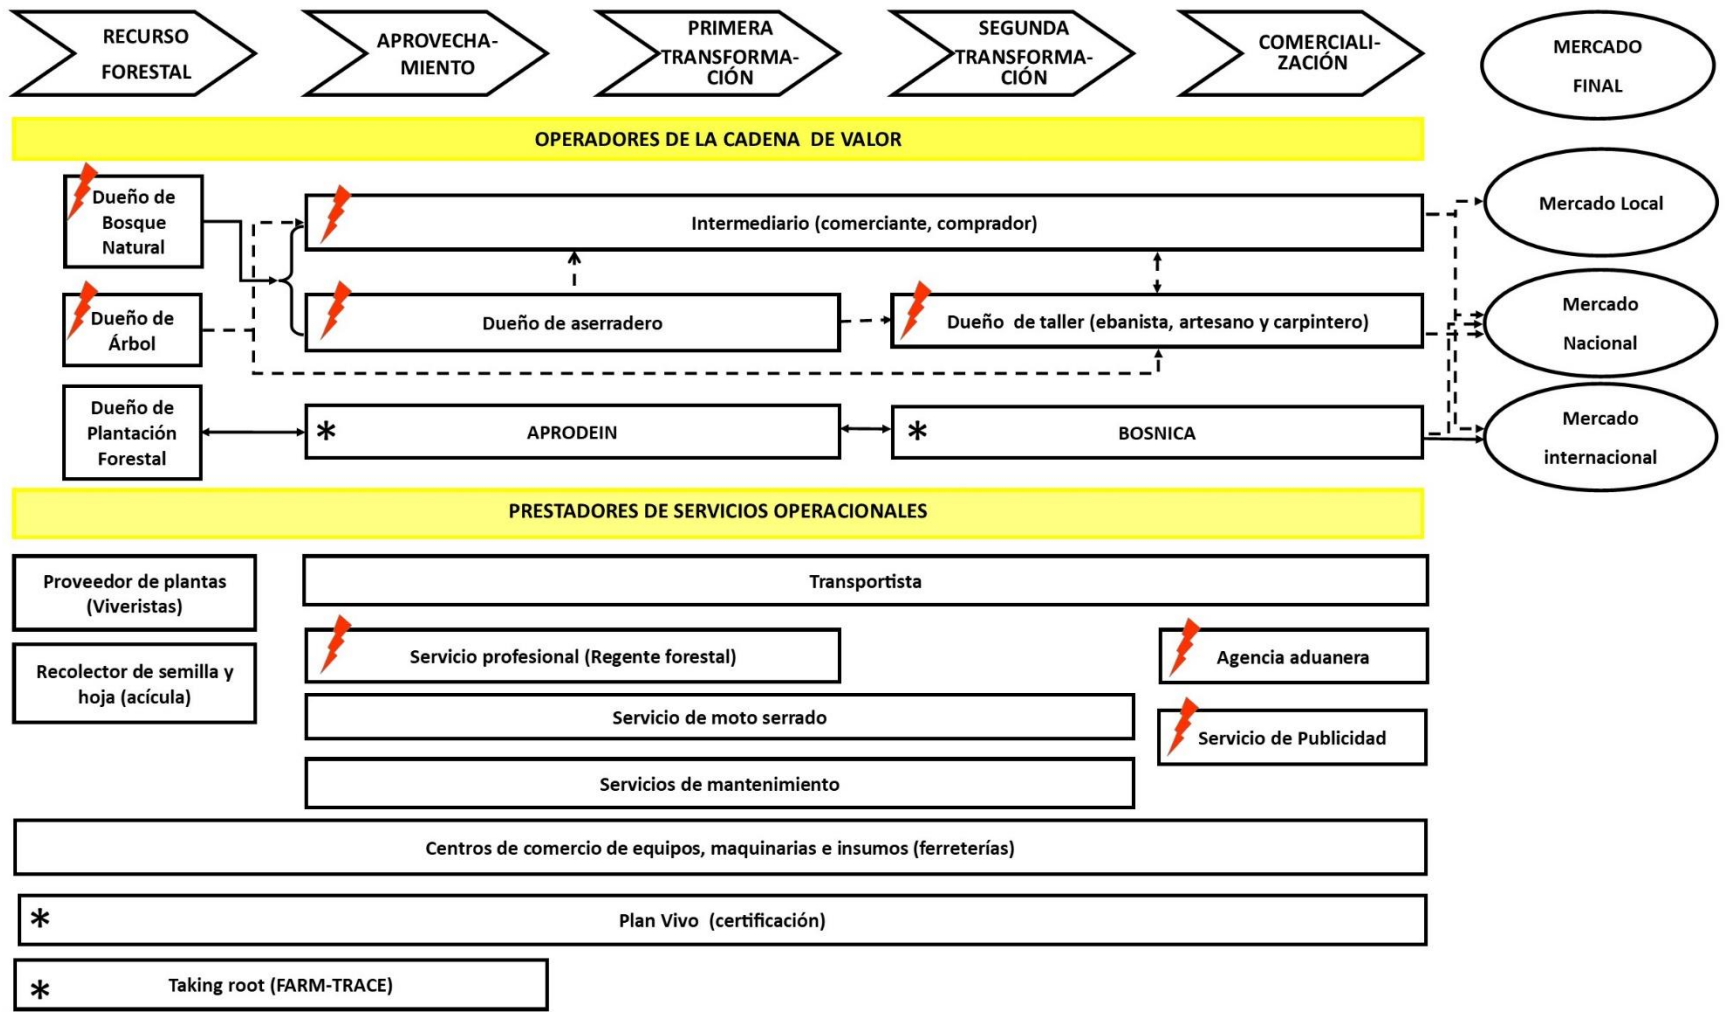 RECURSO
FORESTAL
APROVECHA-
MIENTO
PRIMERA
TRANSFORMA-
CIÓN
SEGUNDA
TRANSFORMA-
CIÓN
COMERCIALI-
ZACIÓN
MERCADO
FINAL
OPERADORES DE LA CADENA DE VALOR
Dueño de
Bosque
Natural
Intermediario (comerciante, comprador)
Mercado Local
Dueño de
Árbol
Dueño de aserradero
Dueño de taller (ebanista, artesano y carpintero)
Mercado
Nacional
Dueño de
Plantación
Forestal
* APRODEIN
* BOSNICA
Mercado
internacional
PRESTADORES DE SERVICIOS OPERACIONALES
Proveedor de plantas
(Viveristas)
Transportista
Recolector de semilla y
hoja (acícula)
Servicio profesional (Regente forestal)
Agencia aduanera
Servicio de moto serrado
Servicio de Publicidad
Servicios de mantenimiento
Centros de comercio de equipos, maquinarias e insumos (ferreterías)
* Plan Vivo (certificación)
* Taking root (FARM-TRACE)